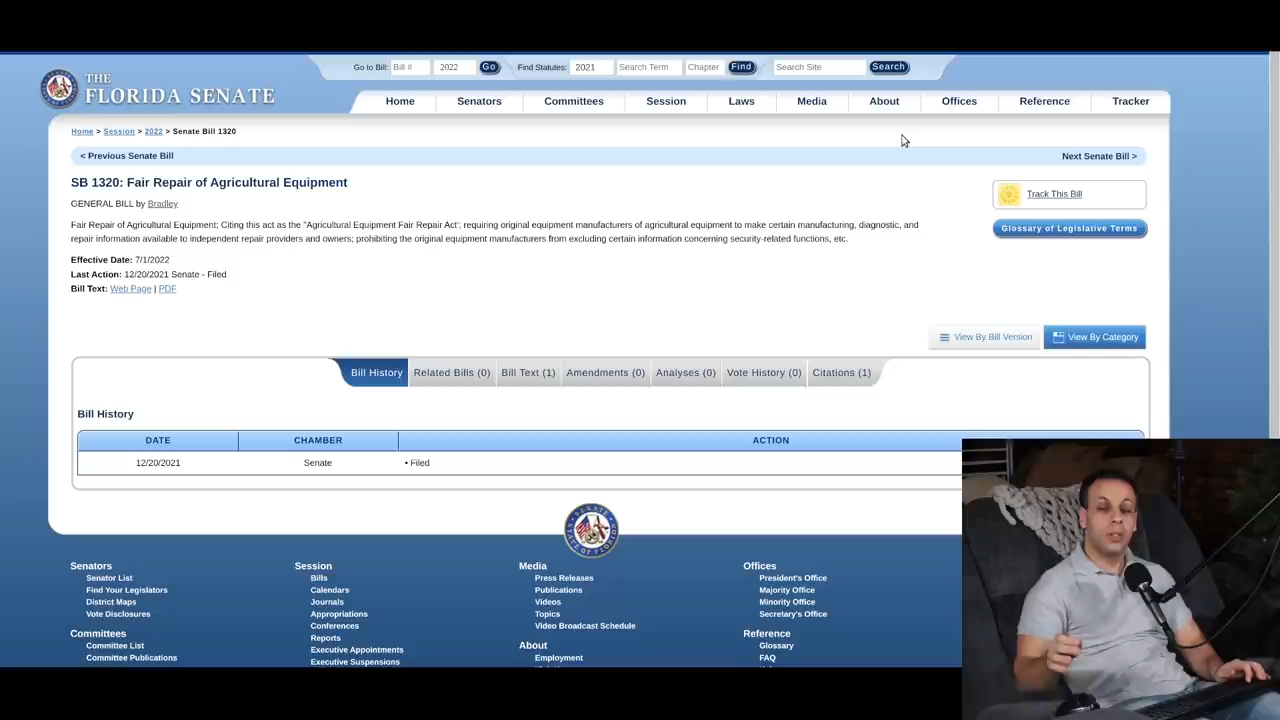 Go to Bill: Bill # 2022 Go Find Statutes: 2021 Search Term Chapter Find Search Site Search
THE
FLORIDA SENATE
Home Senators Committees Session Laws Media About Offices Reference Tracker
Home > Session > 2022 > Senate Bill 1320
< Previous Senate Bill Next Senate Bill >
SB 1320: Fair Repair of Agricultural Equipment
Track This Bill
GENERAL BILL by Bradley
Fair Repair of Agricultural Equipment; Citing this act as the "Agricultural Equipment Fair Repair Act'; requiring original equipment manufacturers of agricultural equipment to make certain manufacturing, diagnostic, and
repair information available to independent repair providers and owners; prohibiting the original equipment manufacturers from excluding certain information concerning security-related functions, etc.
Glossary of Legislative Terms
Effective Date: 7/1/2022
Last Action: 12/20/2021 Senate - Filed
Bill Text: Web Page | PDF
View By Bill Version View By Category
Bill History Related Bills (0) Bill Text (1) Amendments (0) Analyses (0) Vote History (0) Citations (1)
Bill History
DATE CHAMBER ACTION
12/20/2021 Senate • Filed
Senators
Senator List
Find Your Legislators
District Maps
Vote Disclosures
Committees
Committee List
Committee Publications
Session
Bills
Calendars
Journals
Appropriations
Conferences
Reports
Executive Appointments
Executive Suspensions
Media
Press Releases
Publications
Videos
Topics
Video Broadcast Schedule
About
Employment
Offices
President's Office
Majority Office
Minority Office
Secretary's Office
Reference
Glossary
FAQ